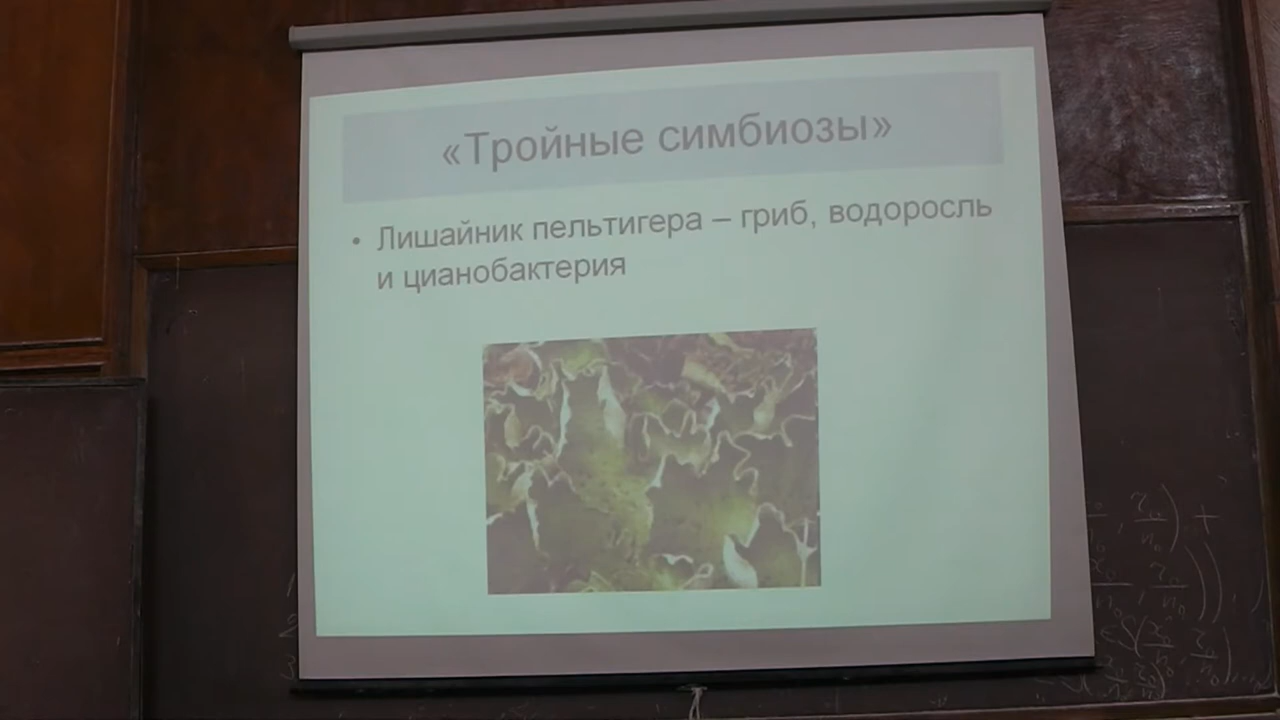 «Тройные симбиозы»
• Лишайник пельтигера – гриб, водоросль
и цианобактерия